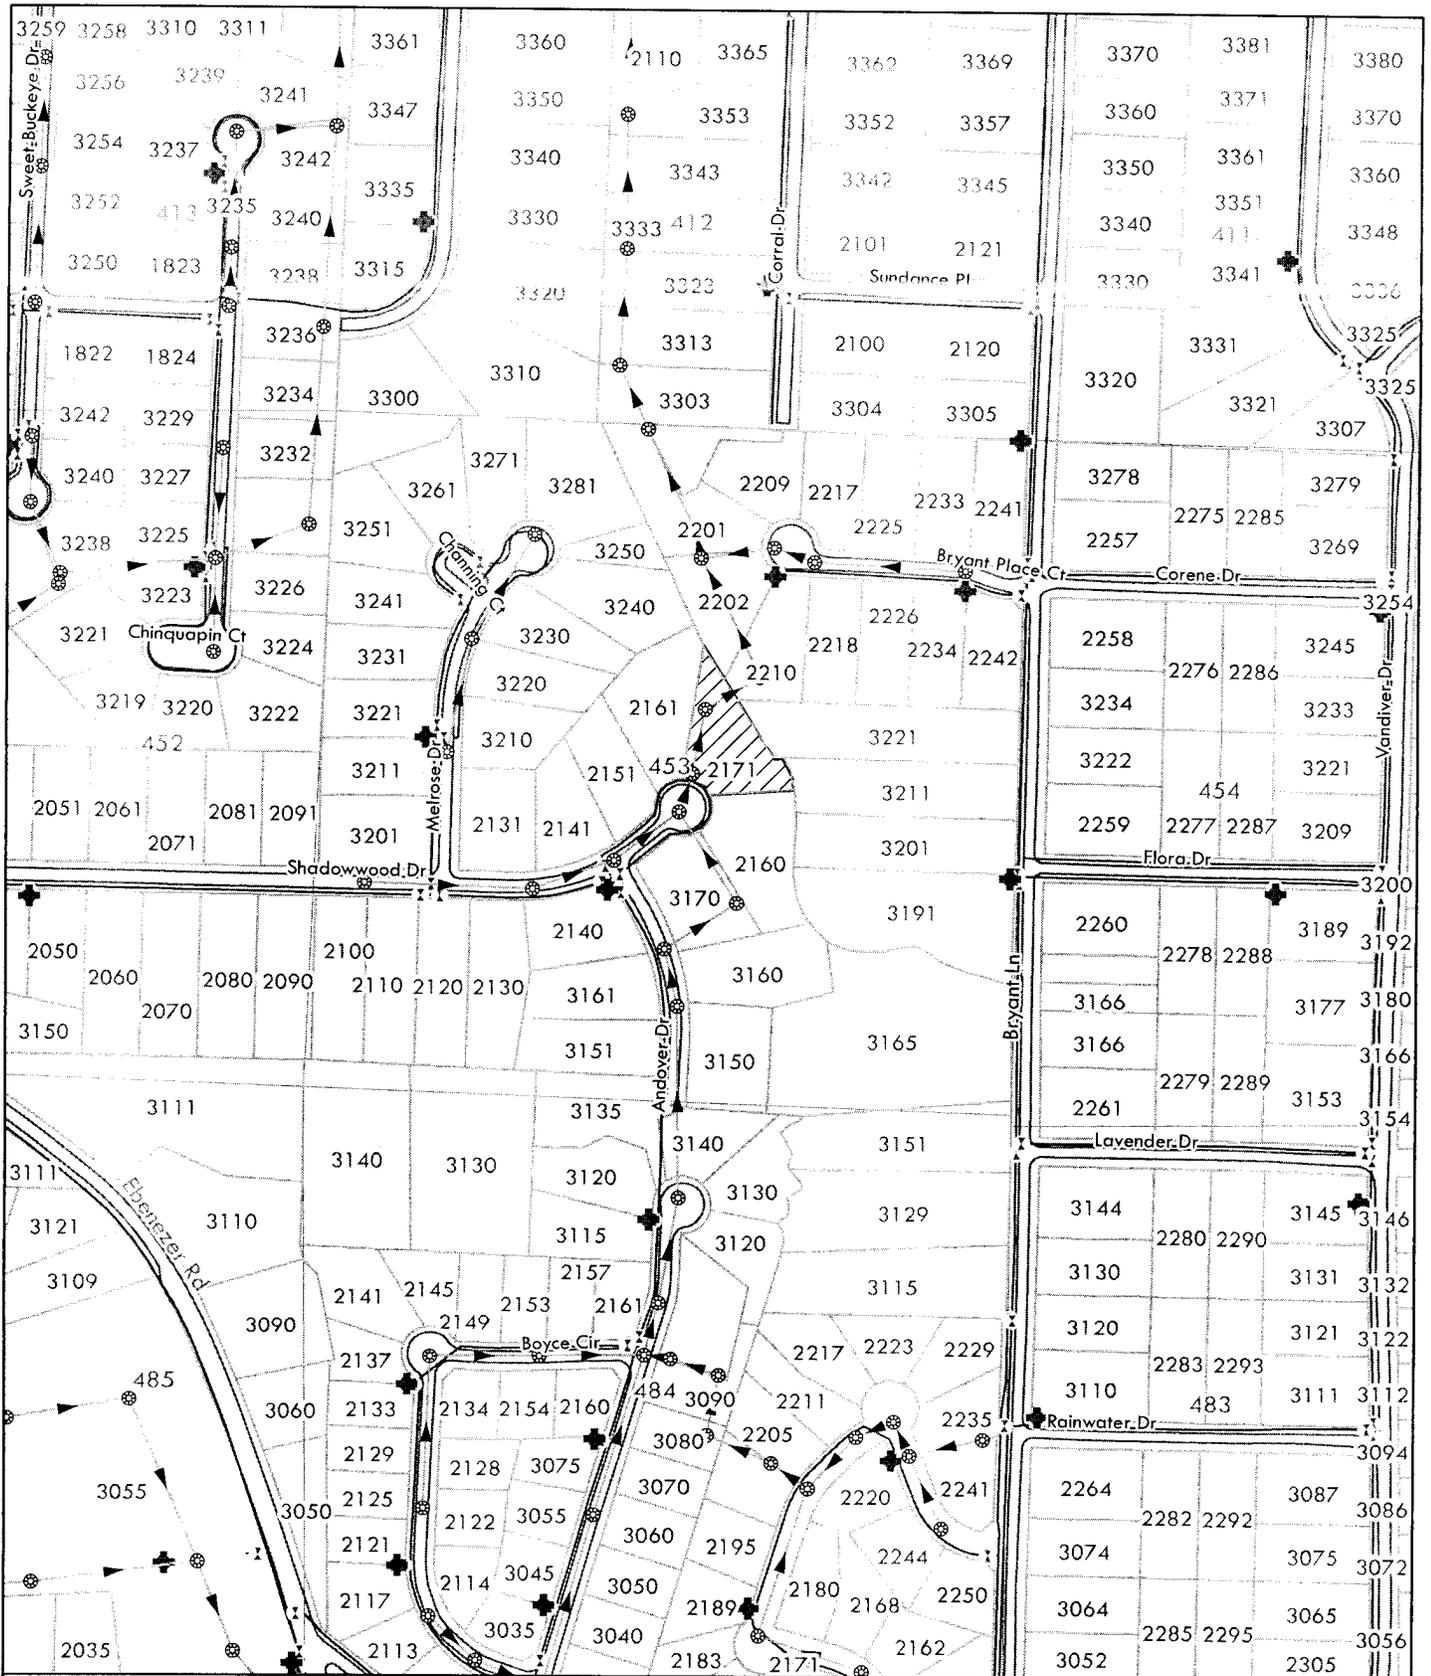 3259 3258 3310 3311 3361 3360 2110 3365 3362 3369 3370 3381 3380
Sweet Buckeye Dr
3256 3239 3241 3347 3350 3353 3352 3357 3360 3371 3370
3254 3237 3242 3340 3343 3342 3345 3350 3361 3360
3252 413 3235 3240 3335 3330 3333 412 Corral Dr 2101 2121 3340 3351 411 3348
3250 1823 3238 3315 3320 3323 Sundance Pl 3330 3341 3336
3236 3325
1822 1824 3310 3313 2100 2120 3320 3331 3325
3242 3229 3234 3300 3303 3304 3305 3321 3307
3240 3227 3232 3261 3271 3281 2209 2217 2233 2241 3278 2275 2285 3279
3238 3225 3251 Channing Ct 3250 2201 2225 Bryant Place Ct 2257 Corene Dr 3269
3223 3226 3241 3240 2202 2226 3254
3221 Chinquapin Ct 3224 3231 3230 2218 2234 2242 2258 2276 2286 3245
3219 3220 3222 3221 3220 2161 2210 3234 3233 Vandiver Dr
452 3211 Melrose Dr 3210 2151 453 2171 3221 3222 3221
2051 2061 2071 2081 2091 3201 2131 2141 3211 454
2259 2277 2287 3209
Shadowwood Dr 2160 3201 Flora Dr
3170 3191 3200
2050 2060 2070 2080 2090 2100 2110 2120 2130 2140 3160 2260 2278 2288 3189 3192
3150 3161 3166 3177 3180
3151 Andover Dr 3150 3165 Bryant Ln 3166 2279 2289 3166
3111 3135 2261 3153 3154
3140 3130 3140 3151 Lavender Dr
3111 Ebenezer Rd 3120 3130
3121 3110 3115 3120 3129 3144 2280 2290 3145 3146
3109 2141 2145 2157 3115 3130 3131 3132
3090 2149 2153 2161 3120 3121 3122
2137 Boyce Cir 2217 2223 2229 2283 2293
485 3060 2133 2134 2154 2160 484 3090 2211 3110 483 3111 3112
3080 2205 2235 Rainwater Dr
2129 2128 3075 3070 3094
3055 3050 2125 2122 3055 2220 2241 2264 2282 2292 3087 3086
2121 3060 2195 2244 3074 3075 3072
2117 2114 3045 3050 2189 2180 2168 2250 3064 3065
2035 2113 3035 3040 2183 2171 2162 3052 2285 2295 2305 3056